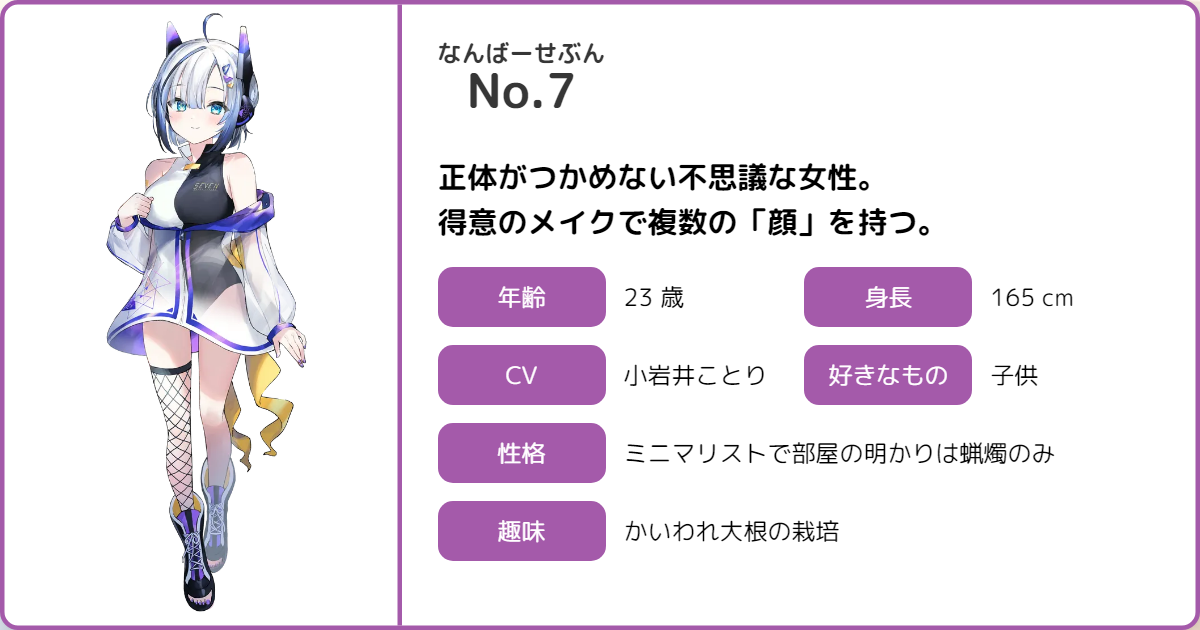 なんばーせぶん
No.7
正体がつかめない不思議な女性。
得意のメイクで複数の「顔」を持つ。
年齢 23 歳 身長 165 cm
CV 小岩井ことり 好きなもの 子供
性格 ミニマリストで部屋の明かりは蝋燭のみ
趣味 かいわれ大根の栽培
SEVEN